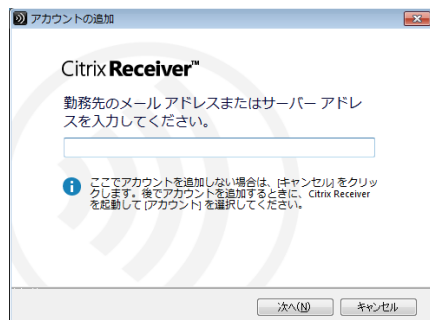 アカウントの追加
Citrix Receiver™
勤務先のメール アドレスまたはサーバー アドレ
スを入力してください。
ここでアカウントを追加しない場合は、[キャンセル] をクリッ
クします。後でアカウントを追加するときに、Citrix Receiver
を起動して [アカウント] を選択してください。
次へ(N)
キャンセル